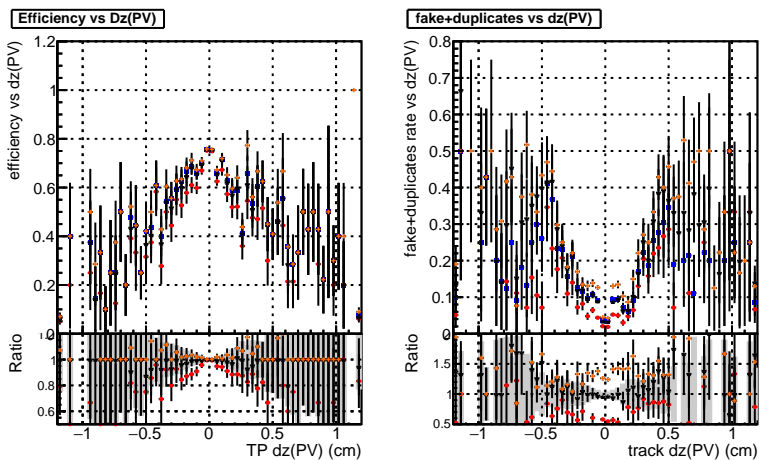 Efficiency vs Dz(PV)
efficiency vs dz(PV)
1.2
1
0.8
0.6
0.4
0.2
0
Ratio
1
0.8
0.6
−1 −0.5 0 0.5 1
TP dz(PV) (cm)
fake+duplicates vs dz(PV)
fake+duplicates rate vs dz(PV)
0.8
0.7
0.6
0.5
0.4
0.3
0.2
0.1
0
Ratio
1.5
1
0.5
−1 −0.5 0 0.5 1
track dz(PV) (cm)